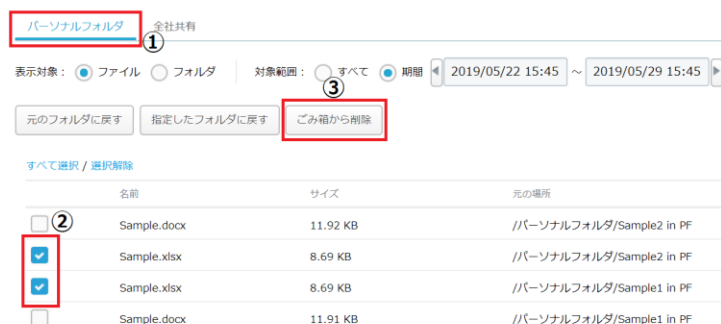 パーソナルフォルダ 全社共有
①
表示対象： ファイル フォルダ 対象範囲： すべて 期間 2019/05/22 15:45 ～ 2019/05/29 15:45
③
元のフォルダに戻す 指定したフォルダに戻す ごみ箱から削除
すべて選択 / 選択解除
名前 サイズ 元の場所
② Sample.docx 11.92 KB /パーソナルフォルダ/Sample2 in PF
Sample.xlsx 8.69 KB /パーソナルフォルダ/Sample2 in PF
Sample.xlsx 8.69 KB /パーソナルフォルダ/Sample1 in PF
Sample.docx 11.91 KB /パーソナルフォルダ/Sample1 in PF